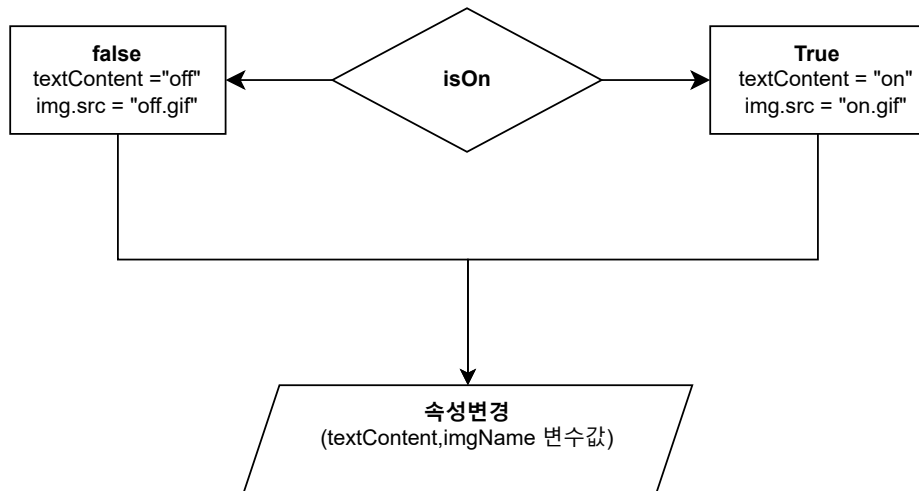 false
textContent ="off"
img.src = "off.gif"
isOn
True
textContent = "on"
img.src = "on.gif"
속성변경
(textContent,imgName 변수값)